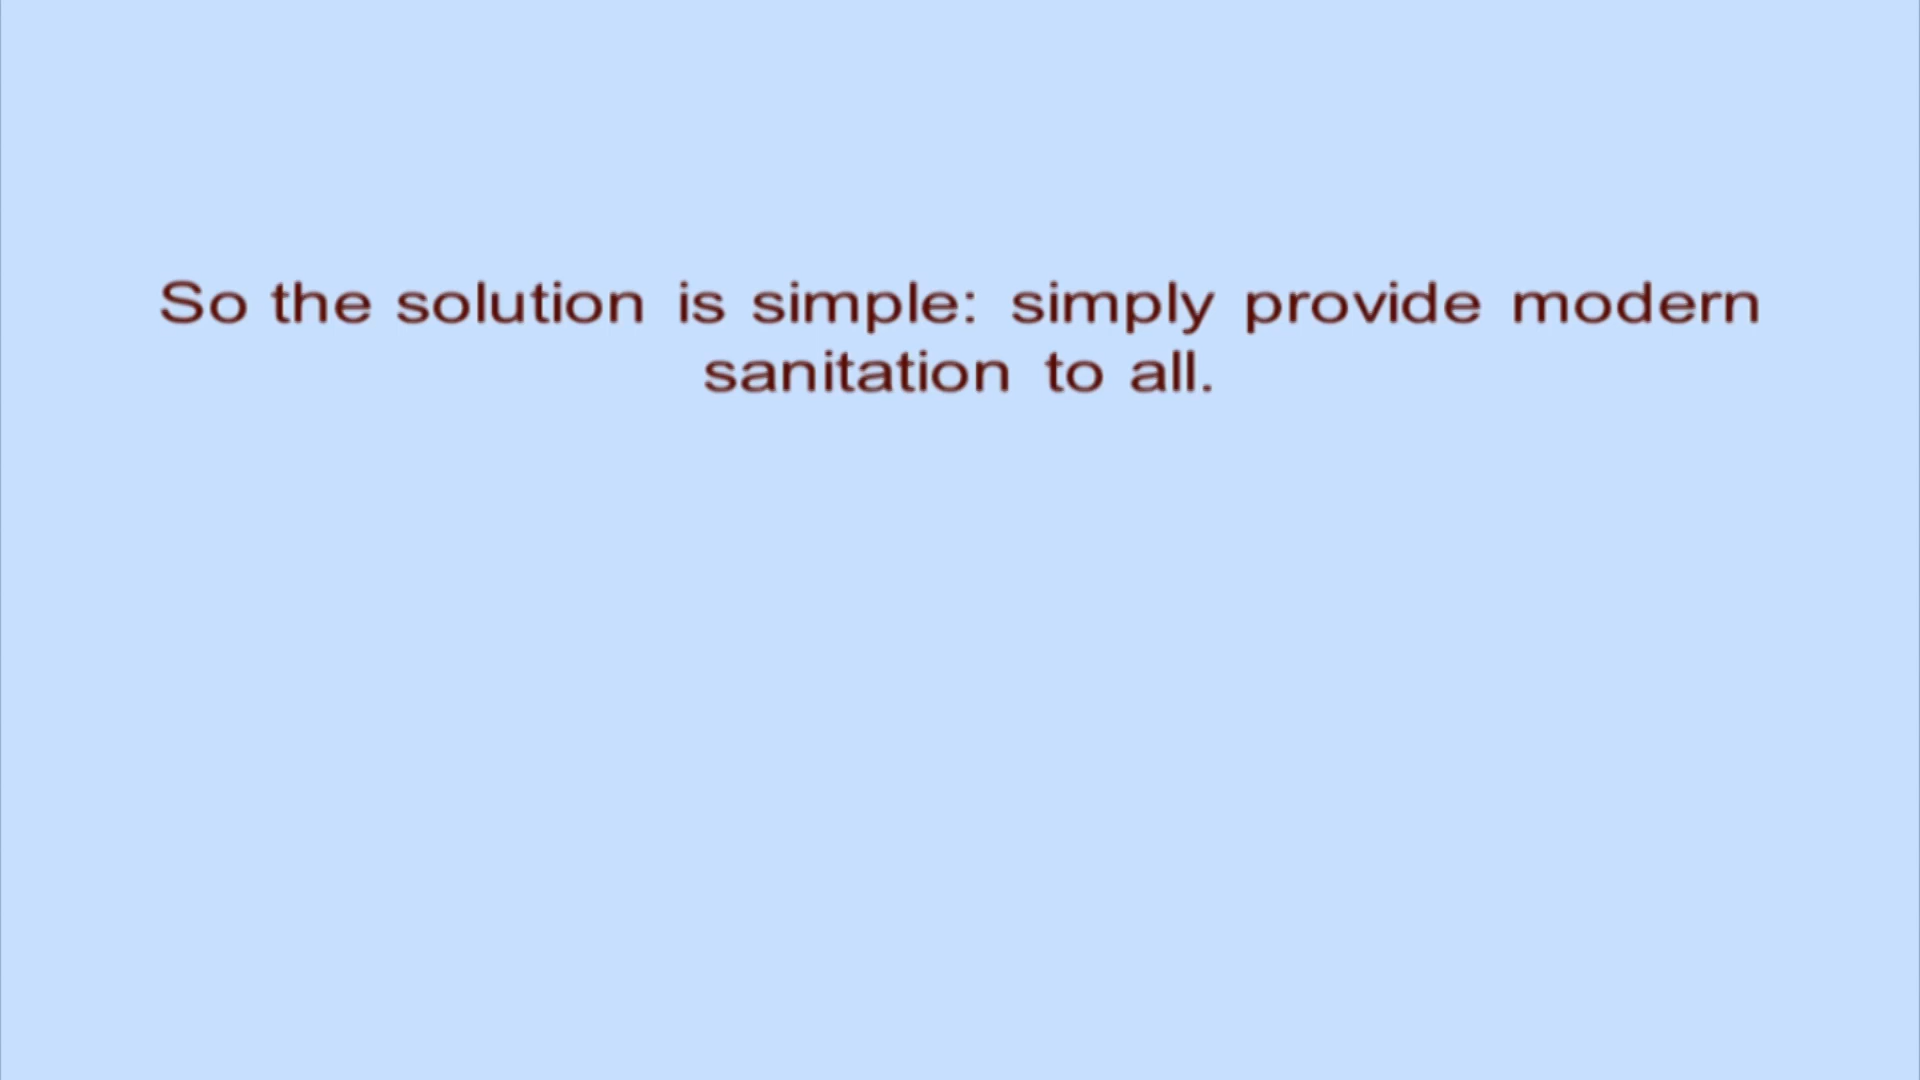 So the solution is simple: simply provide modern
sanitation to all.